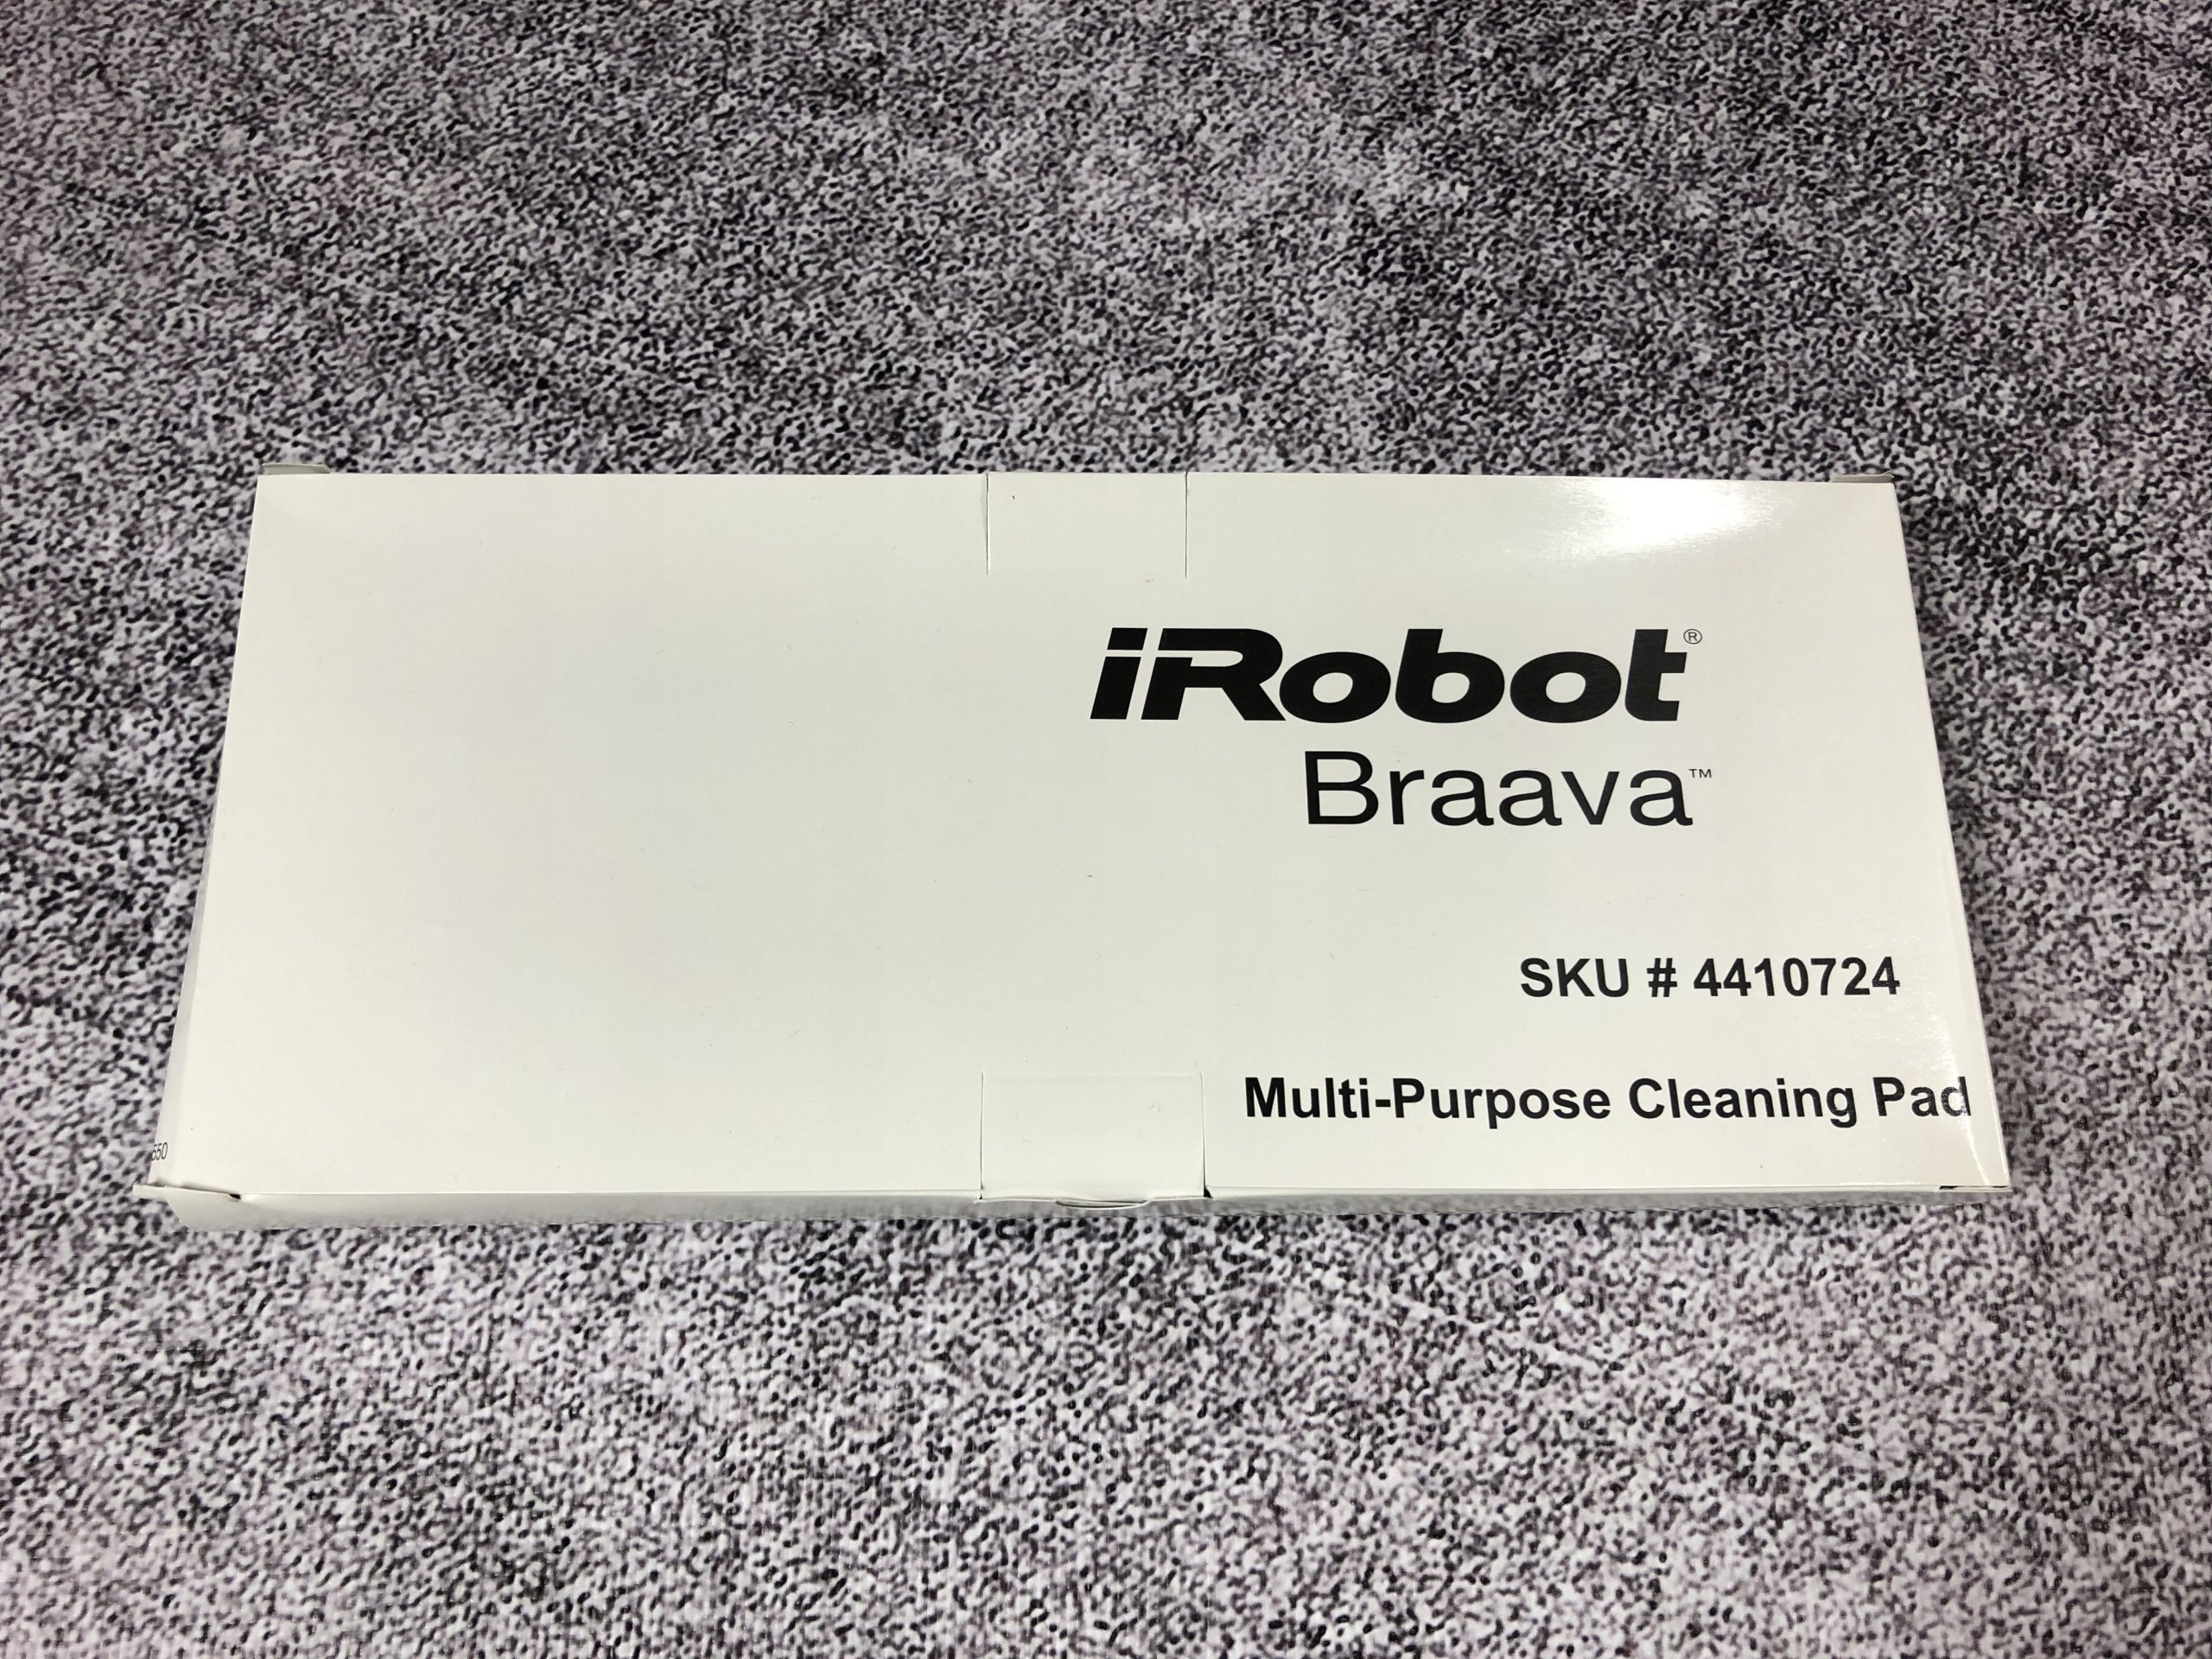 iRobot®
Braava™
SKU # 4410724
Multi-Purpose Cleaning Pad